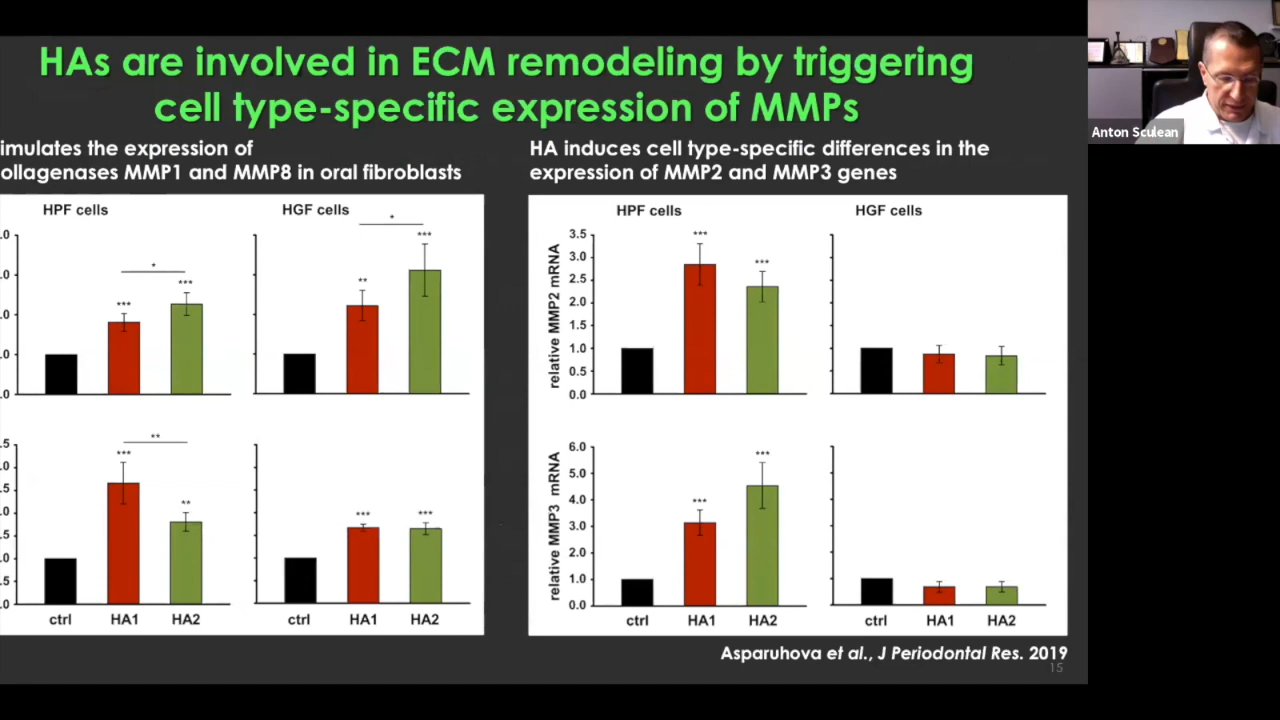 HAs are involved in ECM remodeling by triggering
cell type-specific expression of MMPs
Anton Sculean
imulates the expression of
ollagenases MMP1 and MMP8 in oral fibroblasts
HPF cells
HGF cells
*
***
***
*
**
***
**
***
**
***
***
ctrl
HA1
HA2
ctrl
HA1
HA2
HA induces cell type-specific differences in the
expression of MMP2 and MMP3 genes
HPF cells
HGF cells
relative MMP2 mRNA
3.5
3.0
2.5
2.0
1.5
1.0
0.5
0.0
***
***
relative MMP3 mRNA
6.0
5.0
4.0
3.0
2.0
1.0
0.0
***
***
ctrl
HA1
HA2
ctrl
HA1
HA2
Asparuhova et al., J Periodontal Res. 2019
15